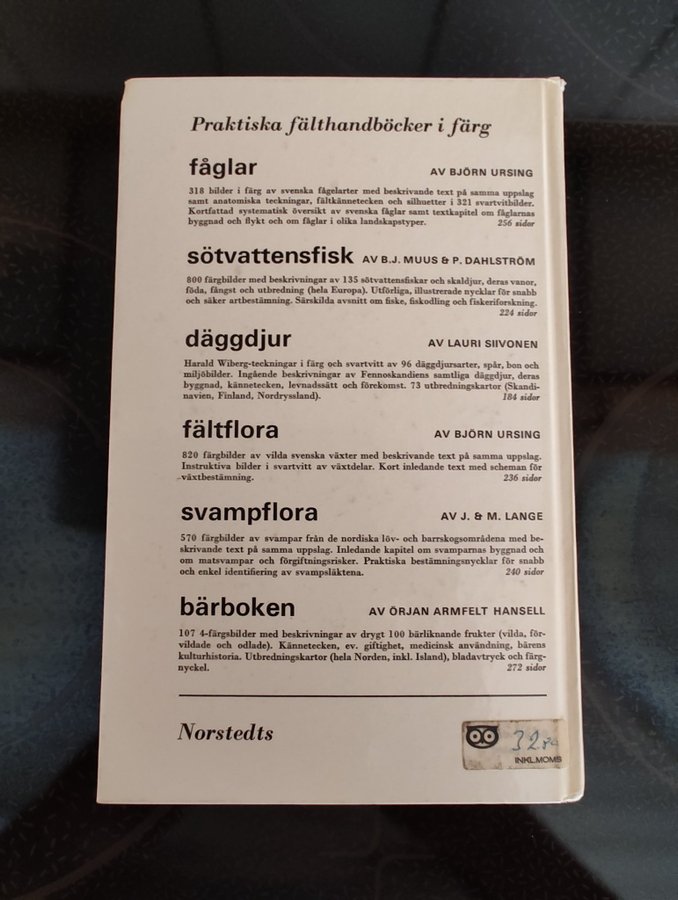 Praktiska fälthandböcker i färg
fåglar AV BJÖRN URSING
318 bilder i färg av svenska fågelarter med beskrivande text på samma uppslag
samt anatomiska teckningar, fältkännetecken och silhuetter i 321 svartvitbilder.
Kortfattad systematisk översikt av svenska fåglar samt textkapitel om fåglarnas
byggnad och flykt och om fåglar i olika landskapstyper. 256 sidor
sötvattensfisk AV B.J. MUUS & P. DAHLSTRÖM
800 färgbilder med beskrivningar av 135 sötvattensfiskar och skaldjur, deras vanor,
föda, fångst och utbredning (hela Europa). Utförliga, illustrerade nycklar för snabb
och säker artbestämning. Särskilda avsnitt om fiske, fiskodling och fiskeriforskning.
224 sidor
däggdjur AV LAURI SIIVONEN
Harald Wiberg-teckningar i färg och svartvitt av 96 däggdjursarter, spår, bon och
miljöbilder. Ingående beskrivningar av Fennoskandiens samtliga däggdjur, deras
byggnad, kännetecken, levnadssätt och förekomst. 73 utbredningskartor (Skandi-
navien, Finland, Nordryssland). 184 sidor
fältflora AV BJÖRN URSING
820 färgbilder av vilda svenska växter med beskrivande text på samma uppslag.
Instruktiva bilder i svartvitt av växtdelar. Kort inledande text med scheman för
växtbestämning. 236 sidor
svampflora AV J. & M. LANGE
570 färgbilder av svampar från de nordiska löv- och barrskogsområdena med be-
skrivande text på samma uppslag. Inledande kapitel om svamparnas byggnad och
om matsvampar och förgiftningsrisker. Praktiska bestämningsnycklar för snabb
och enkel identifiering av svampsläktena. 240 sidor
bärboken AV ÖRJAN ARMFELT HANSELL
107 4-färgsbilder med beskrivningar av drygt 100 bärliknande frukter (vilda, för-
vildade och odlade). Kännetecken, ev. giftighet, medicinsk användning, bärens
kulturhistoria. Utbredningskartor (hela Norden, inkl. Island), bladavtryck och färg-
nyckel. 272 sidor
Norstedts
32
INKL.MOMS